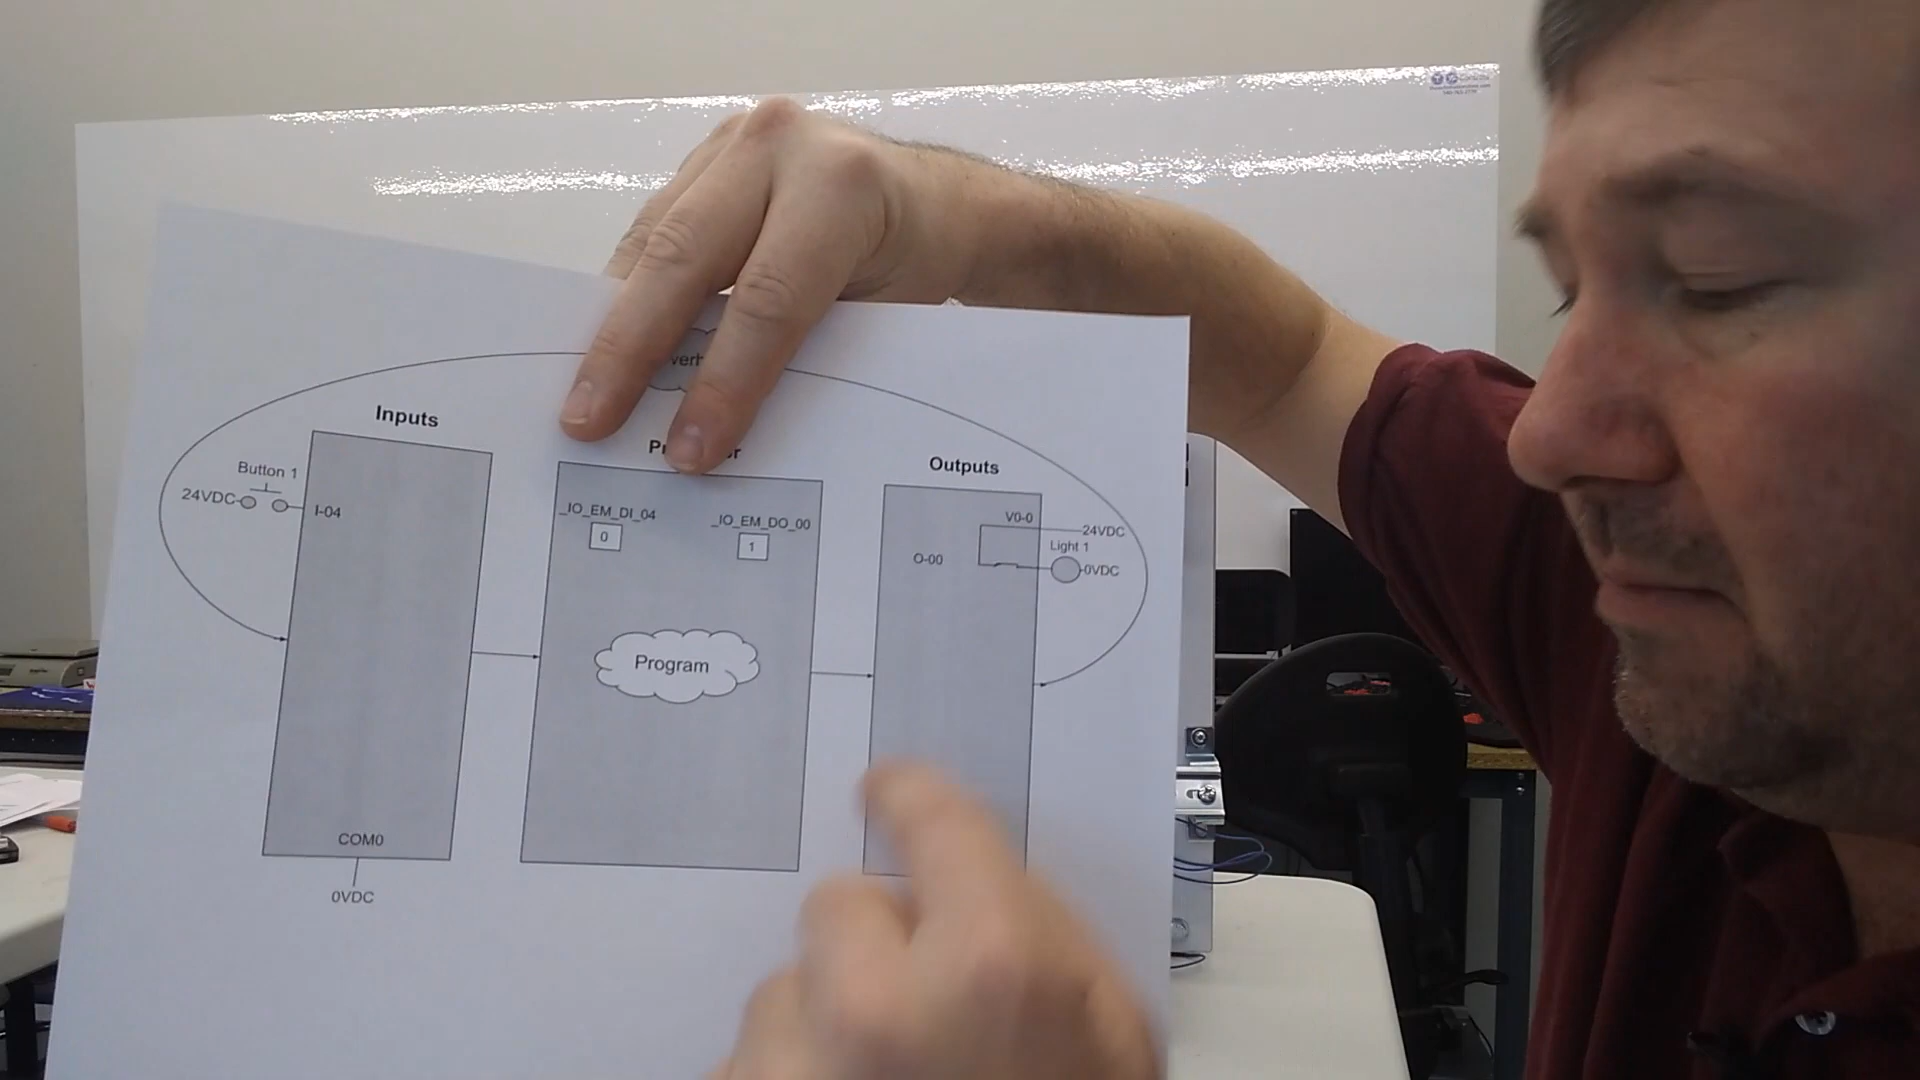 verh
Inputs
Outputs
Button 1
24VDC
I-04
_IO_EM_DI_04
0
_IO_EM_DO_00
1
V0-0
24VDC
Light 1
O-00
0VDC
Program
COM0
0VDC